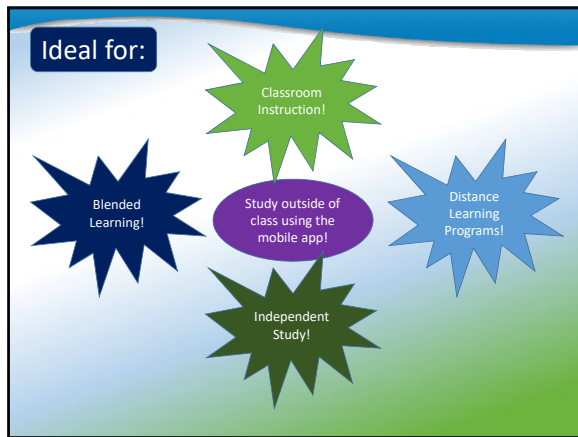 Ideal for:
Classroom
Instruction!
Blended
Learning!
Study outside of
class using the
mobile app!
Distance
Learning
Programs!
Independent
Study!